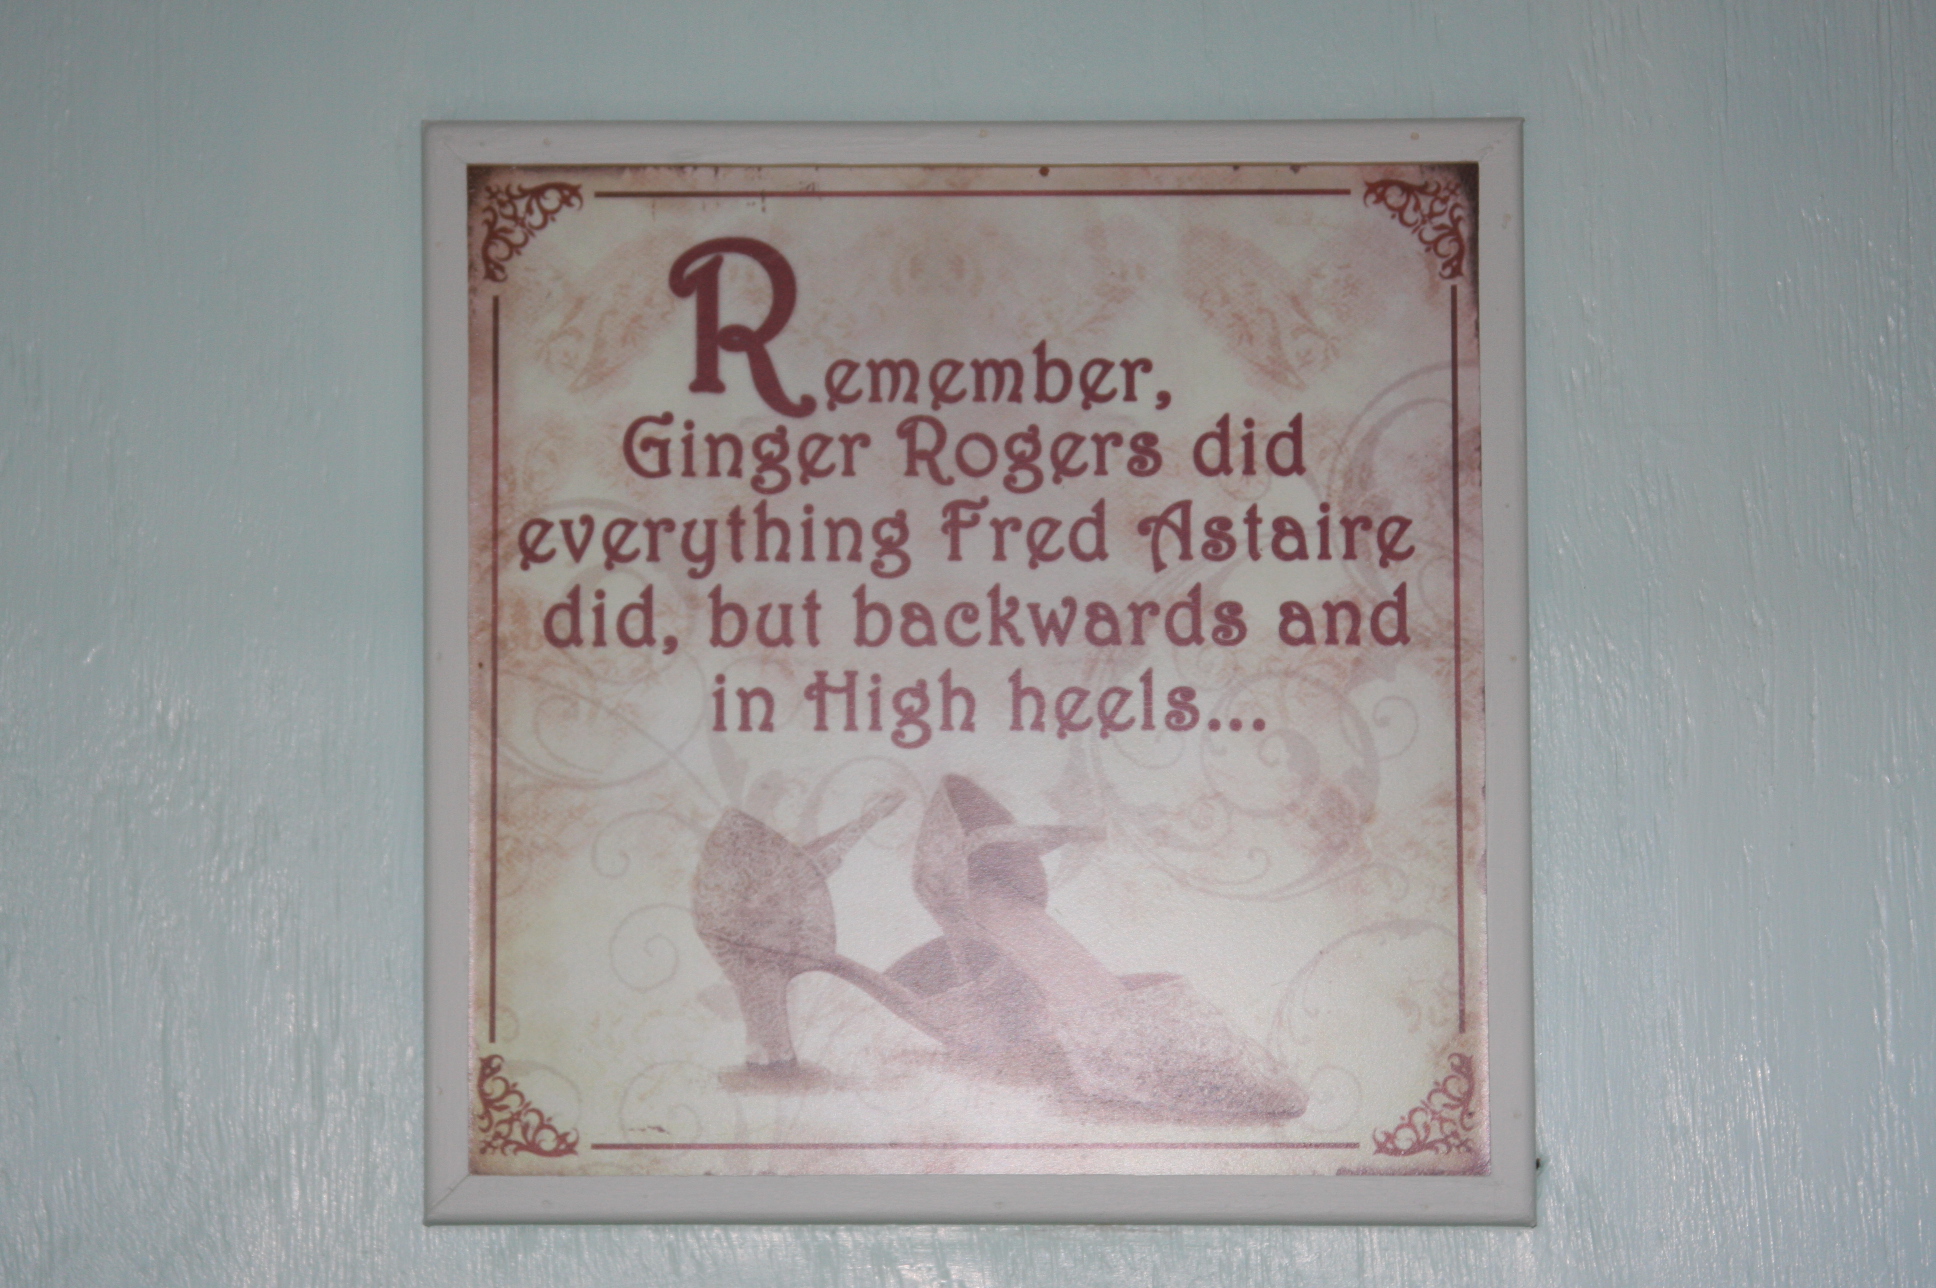 Remember,
Ginger Rogers did
everything Fred Astaire
did, but backwards and
in High heels...